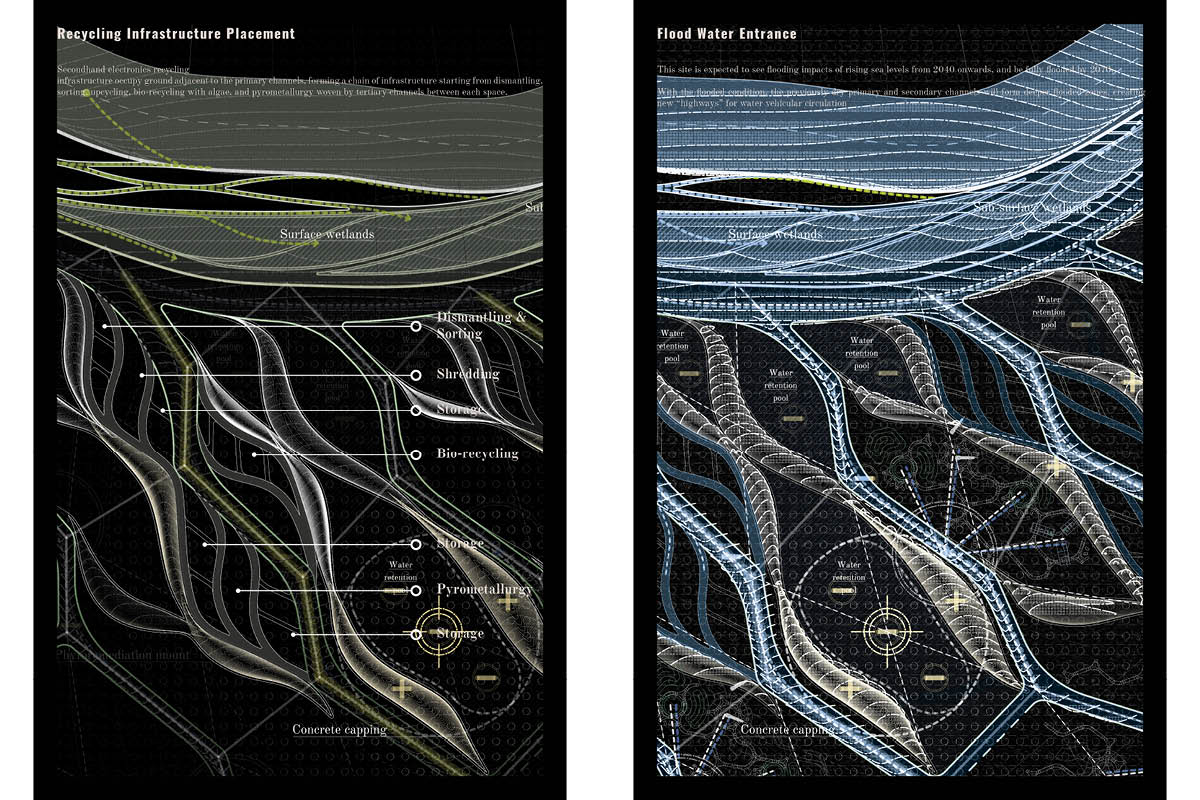 Recycling Infrastructure Placement
Secondhand electronics recycling
infrastructure occupy ground adjacent to the primary channels, forming a chain of infrastructure starting from dismantling,
sorting, upcycling, bio-recycling with algae, and pyrometallurgy woven by tertiary channels between each space.
Surface wetlands
Dismantling &
Sorting
Shredding
Storage
Bio-recycling
Storage
Water
retention
pool
Pyrometallurgy
Storage
Phytoremediation mount
Concrete capping
Flood Water Entrance
This site is expected to see flooding impacts of rising sea levels from 2040 onwards, and be fully flooded by
With the flooded condition, the previously dry primary and secondary channels will form deeper flooded zones, creating
new "highways" for water vehicular circulation
Sub-surface wetlands
Surface wetlands
Water
retention
pool
Water
retention
pool
Water
retention
pool
Water
retention
pool
Water
retention
pool
Concrete capping